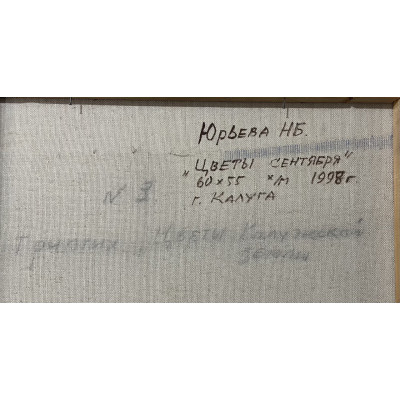 Юрьева НБ.
„Цветы сентября"
60×55 х/м 1998г.
г. Калуга
N 3
Триптих „Цветы Калужской
земли